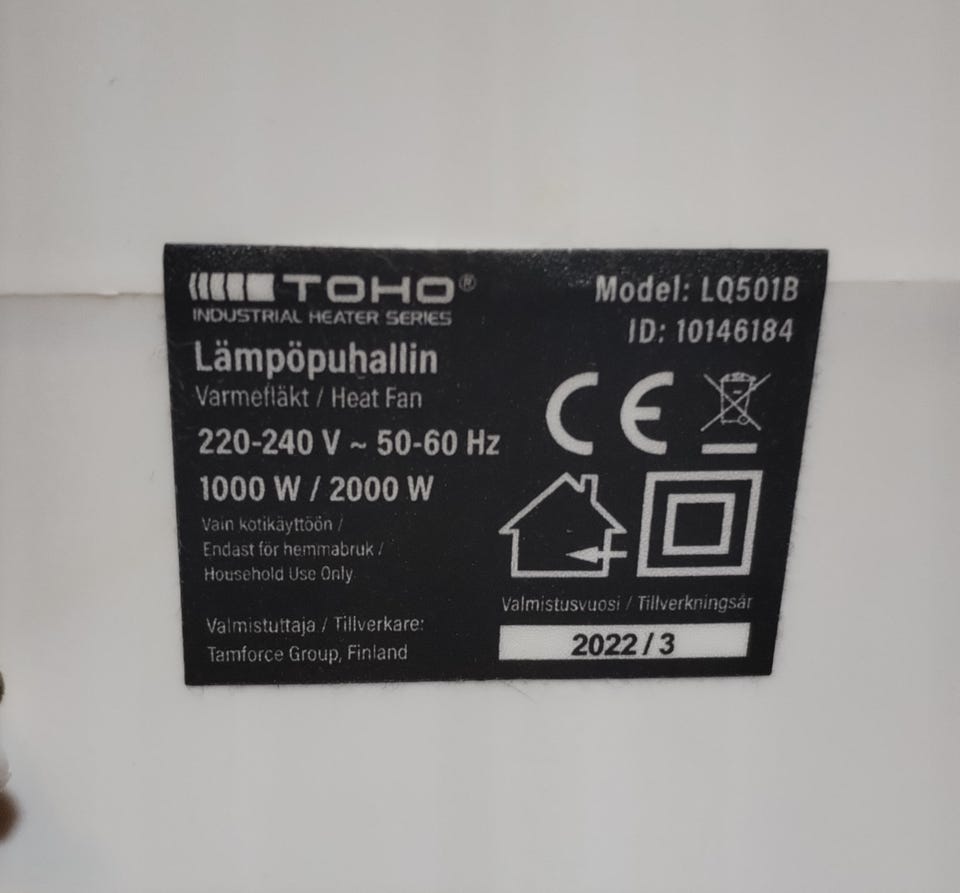 TOHO®
INDUSTRIAL HEATER SERIES
Model: LQ501B
ID: 10146184
Lämpöpuhallin
Varmefläkt / Heat Fan
220-240 V ~ 50-60 Hz
1000 W / 2000 W
CE
Vain kotikäyttöön /
Endast för hemmabruk /
Household Use Only
Valmistuttaja / Tillverkare:
Tamforce Group, Finland
Valmistusvuosi / Tillverkningsår
2022 / 3